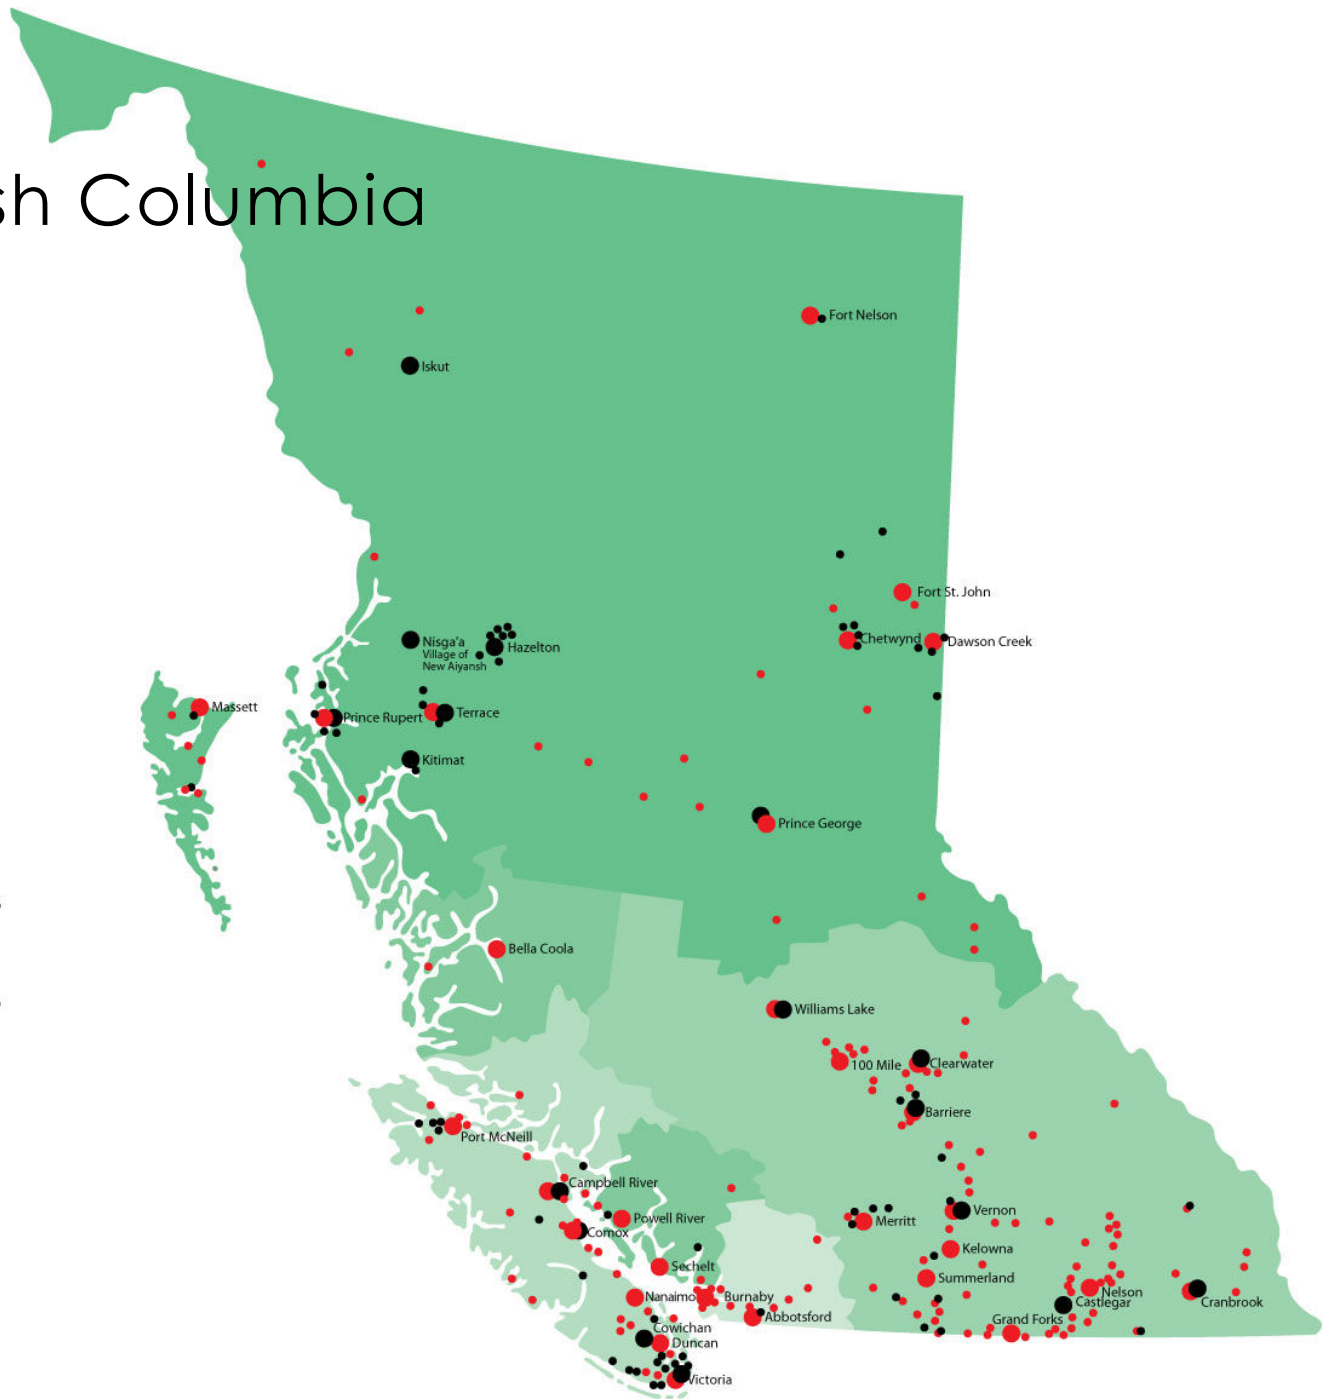 sh Columbia
Fort Nelson
Iskut
Fort St. John
Chetwynd
Dawson Creek
Nisga'a
Village of
New Aiyansh
Hazelton
Massett
Prince Rupert
Terrace
Kitimat
Prince George
Bella Coola
Williams Lake
100 Mile
Clearwater
Barriere
Port McNeill
Campbell River
Powell River
Comox
Merritt
Vernon
Kelowna
Sechelt
Summerland
Nanaimo
Burnaby
Abbotsford
Nelson
Castlegar
Cranbrook
Grand Forks
Cowichan
Duncan
Victoria